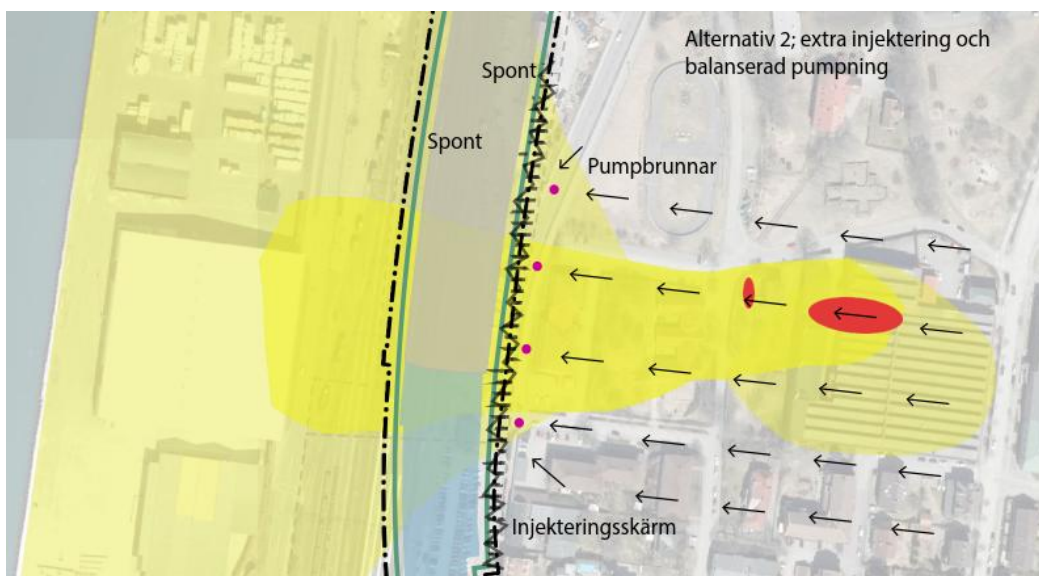 Alternativ 2; extra injektering och
balanserad pumpning
Spont
Spont
Pumpbrunnar
Injekteringsskärm